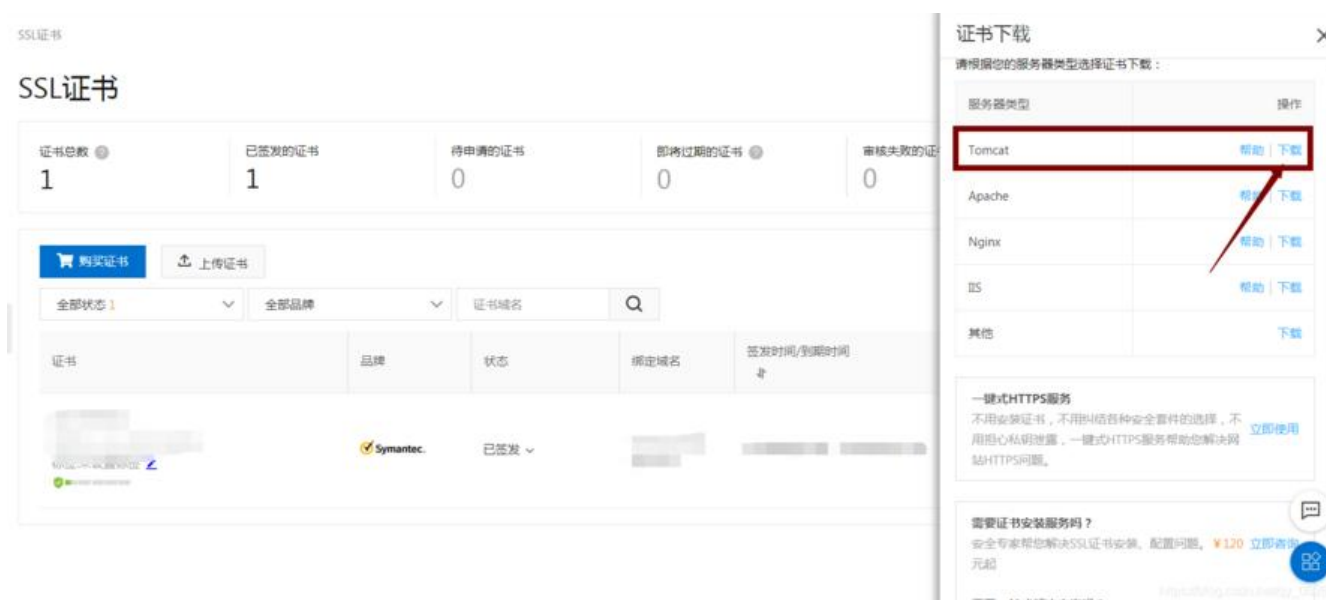 SSL证书
SSL证书
证书总数
1
已签发的证书
1
待申请的证书
0
即将过期的证书
0
审核失败的证
0
购买证书
上传证书
全部状态 1
全部品牌
证书域名
证书
品牌
状态
绑定域名
签发时间/到期时间
Symantec.
已签发
证书下载
请根据您的服务器类型选择证书下载：
服务器类型
操作
Tomcat
帮助 | 下载
Apache
帮助 | 下载
Nginx
帮助 | 下载
IIS
帮助 | 下载
其他
下载
一键式HTTPS服务
不用安装证书，不用纠结各种安全套件的选择，不
用担心私钥泄露，一键式HTTPS服务帮助您解决网
站HTTPS问题。
立即使用
需要证书安装服务吗？
安全专家帮您解决SSL证书安装、配置问题。 ¥120 立即咨询
元起